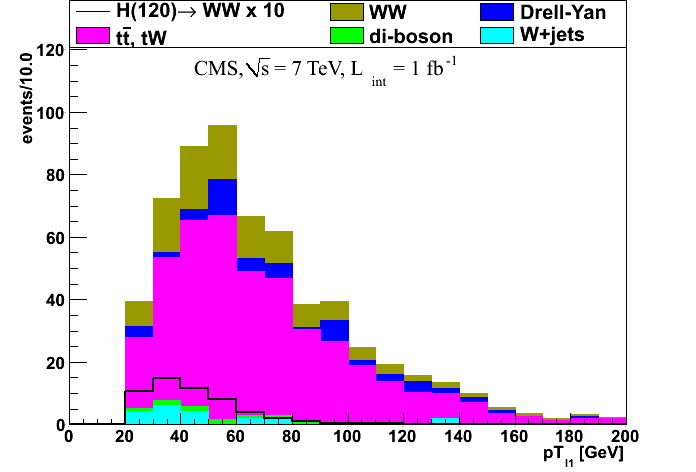 H(120)→ WW x 10 WW Drell-Yan
tt̄, tW di-boson W+jets
CMS, √s = 7 TeV, L int = 1 fb-1
events/10.0
120
100
80
60
40
20
0
0 20 40 60 80 100 120 140 160 180 200
pT l1 [GeV]